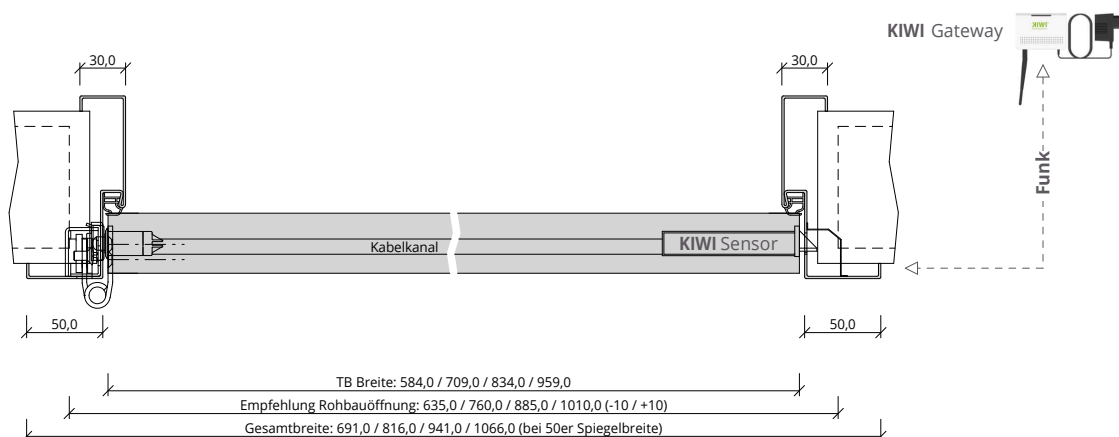 KIWI Gateway
30,0
30,0
Funk
Kabelkanal
KIWI Sensor
50,0
50,0
TB Breite: 584,0 / 709,0 / 834,0 / 959,0
Empfehlung Rohbauöffnung: 635,0 / 760,0 / 885,0 / 1010,0 (-10 / +10)
Gesamtbreite: 691,0 / 816,0 / 941,0 / 1066,0 (bei 50er Spiegelbreite)